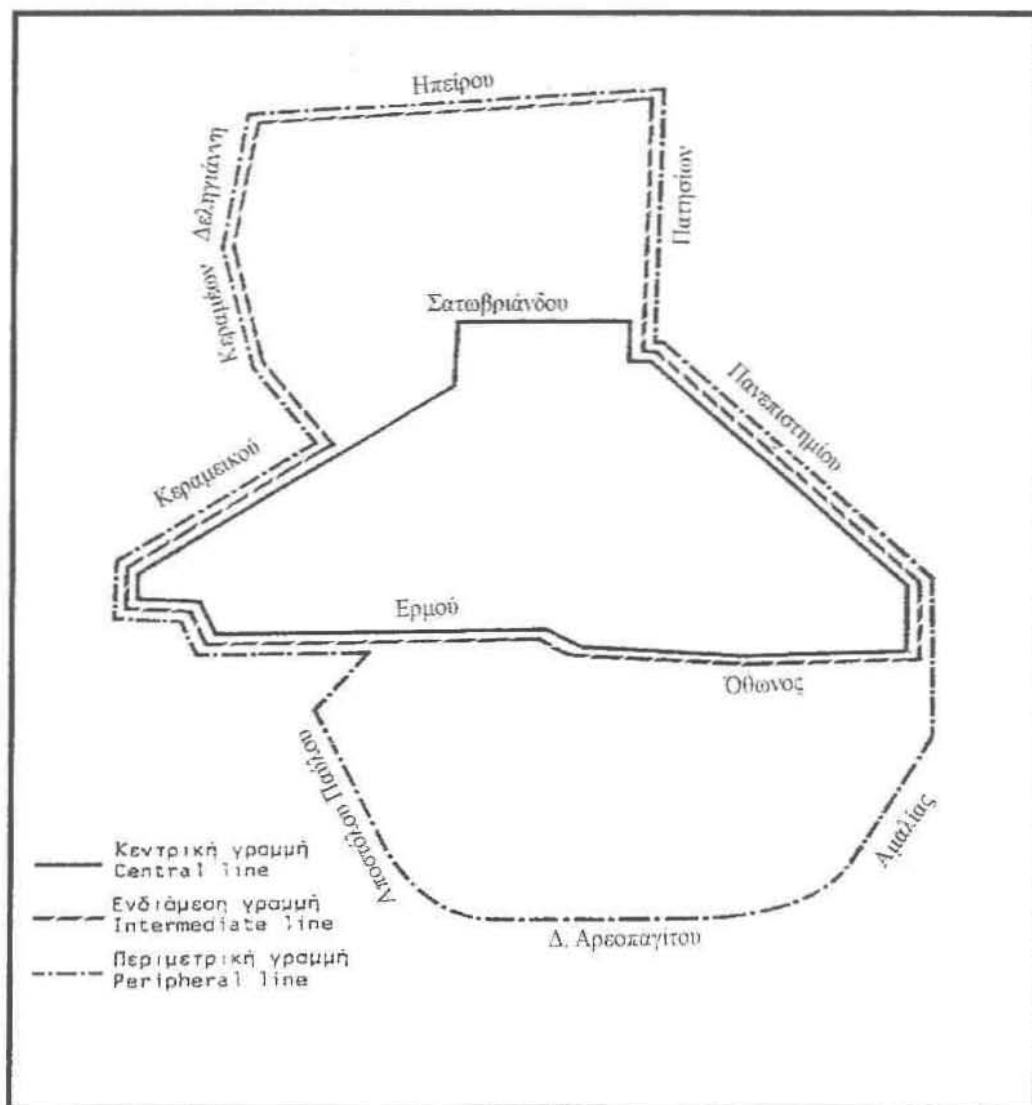 Ηπείρου
Δεληγιάννη
Πατησίων
Κεραμέων
Σατωβριάνδου
Πανεπιστημίου
Κεραμεικού
Ερμού
Όθωνος
Αποστόλου Παύλου
Αμαλίας
Κεντρική γραμμή
Central line
Ενδιάμεση γραμμή
Intermediate line
Δ. Αρεοπαγίτου
Περιμετρική γραμμή
Peripheral line